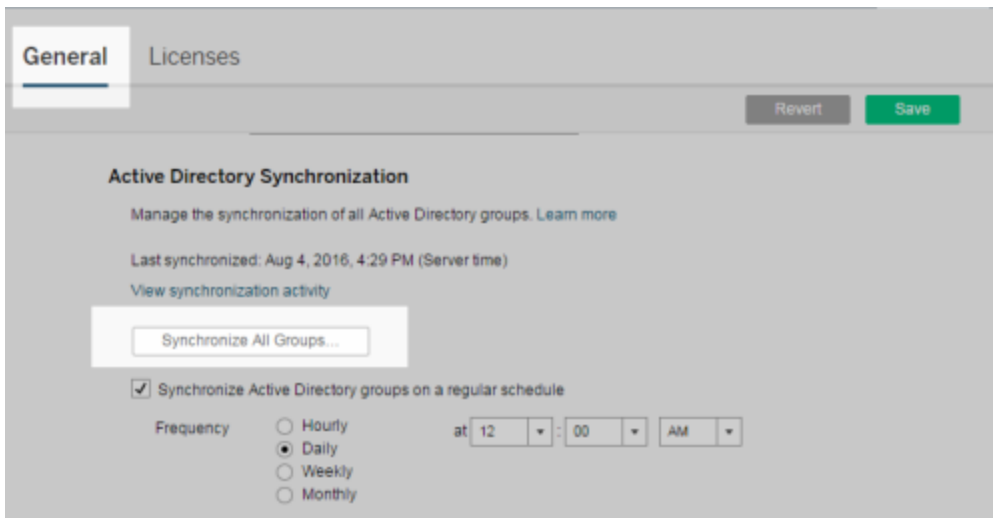 General Licenses
Revert Save
Active Directory Synchronization
Manage the synchronization of all Active Directory groups. Learn more
Last synchronized: Aug 4, 2016, 4:29 PM (Server time)
View synchronization activity
Synchronize All Groups...
Synchronize Active Directory groups on a regular schedule
Frequency Hourly at 12 : 00 AM
Daily
Weekly
Monthly